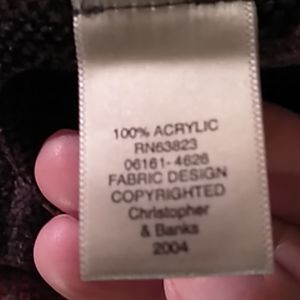 100% ACRYLIC
RN63823
06161-4626
FABRIC DESIGN
COPYRIGHTED
Christopher
& Banks
2004